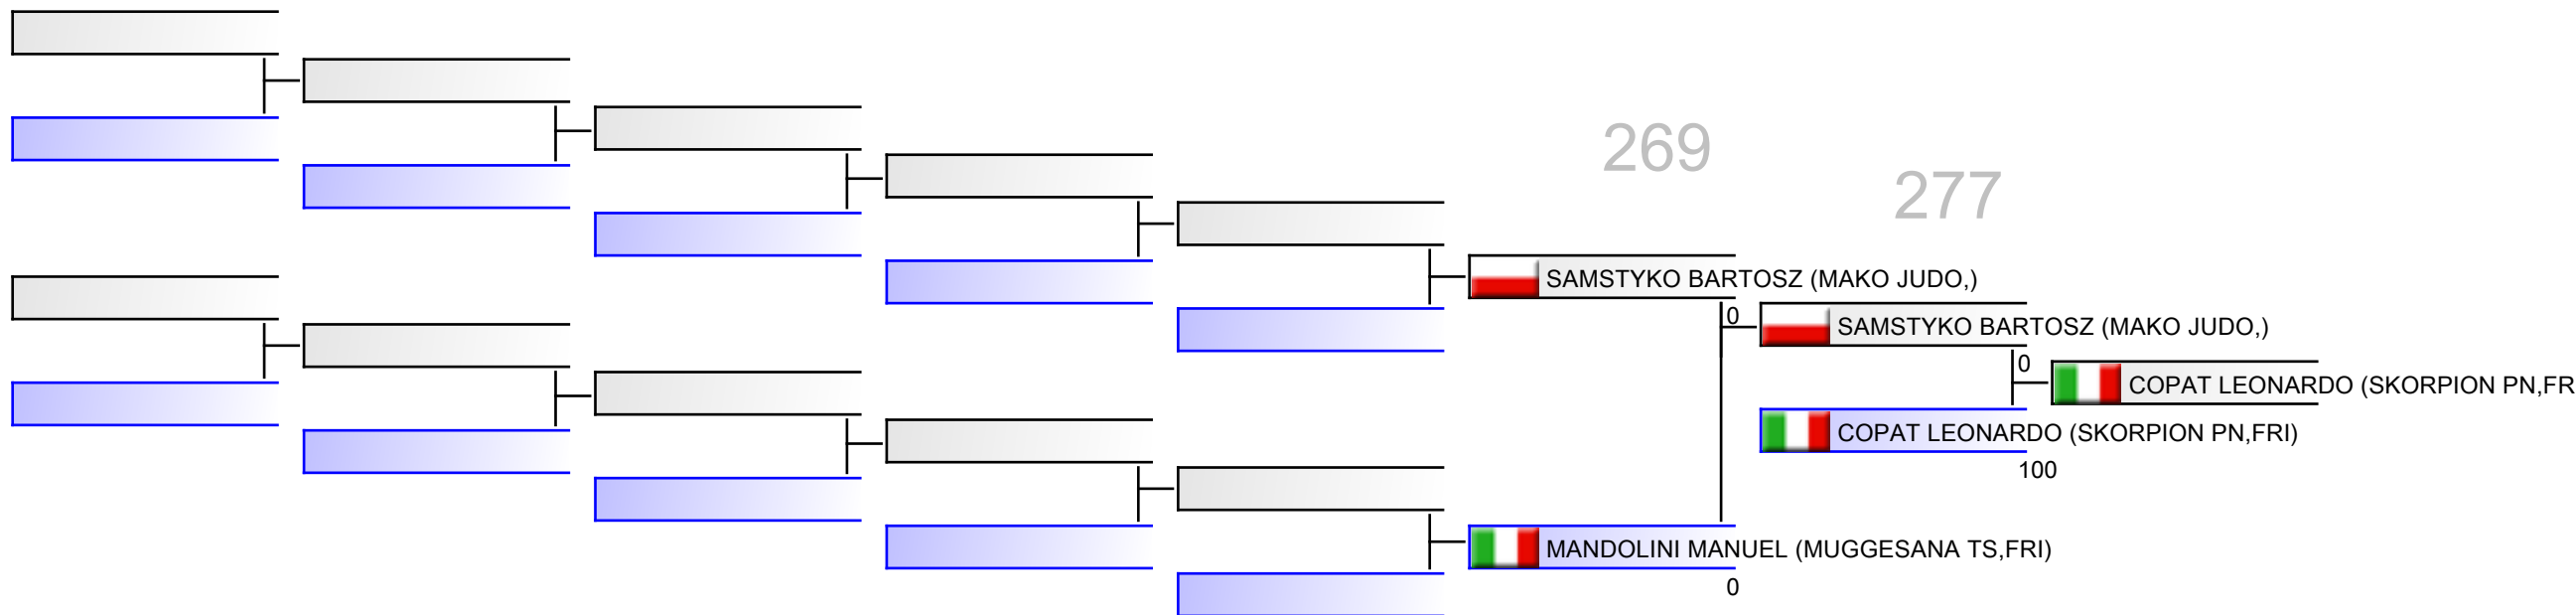 269
277
SAMSTYKO BARTOSZ (MAKO JUDO,)
0
SAMSTYKO BARTOSZ (MAKO JUDO,)
0
COPAT LEONARDO (SKORPION PN,FR
COPAT LEONARDO (SKORPION PN,FRI)
100
MANDOLINI MANUEL (MUGGESANA TS,FRI)
0